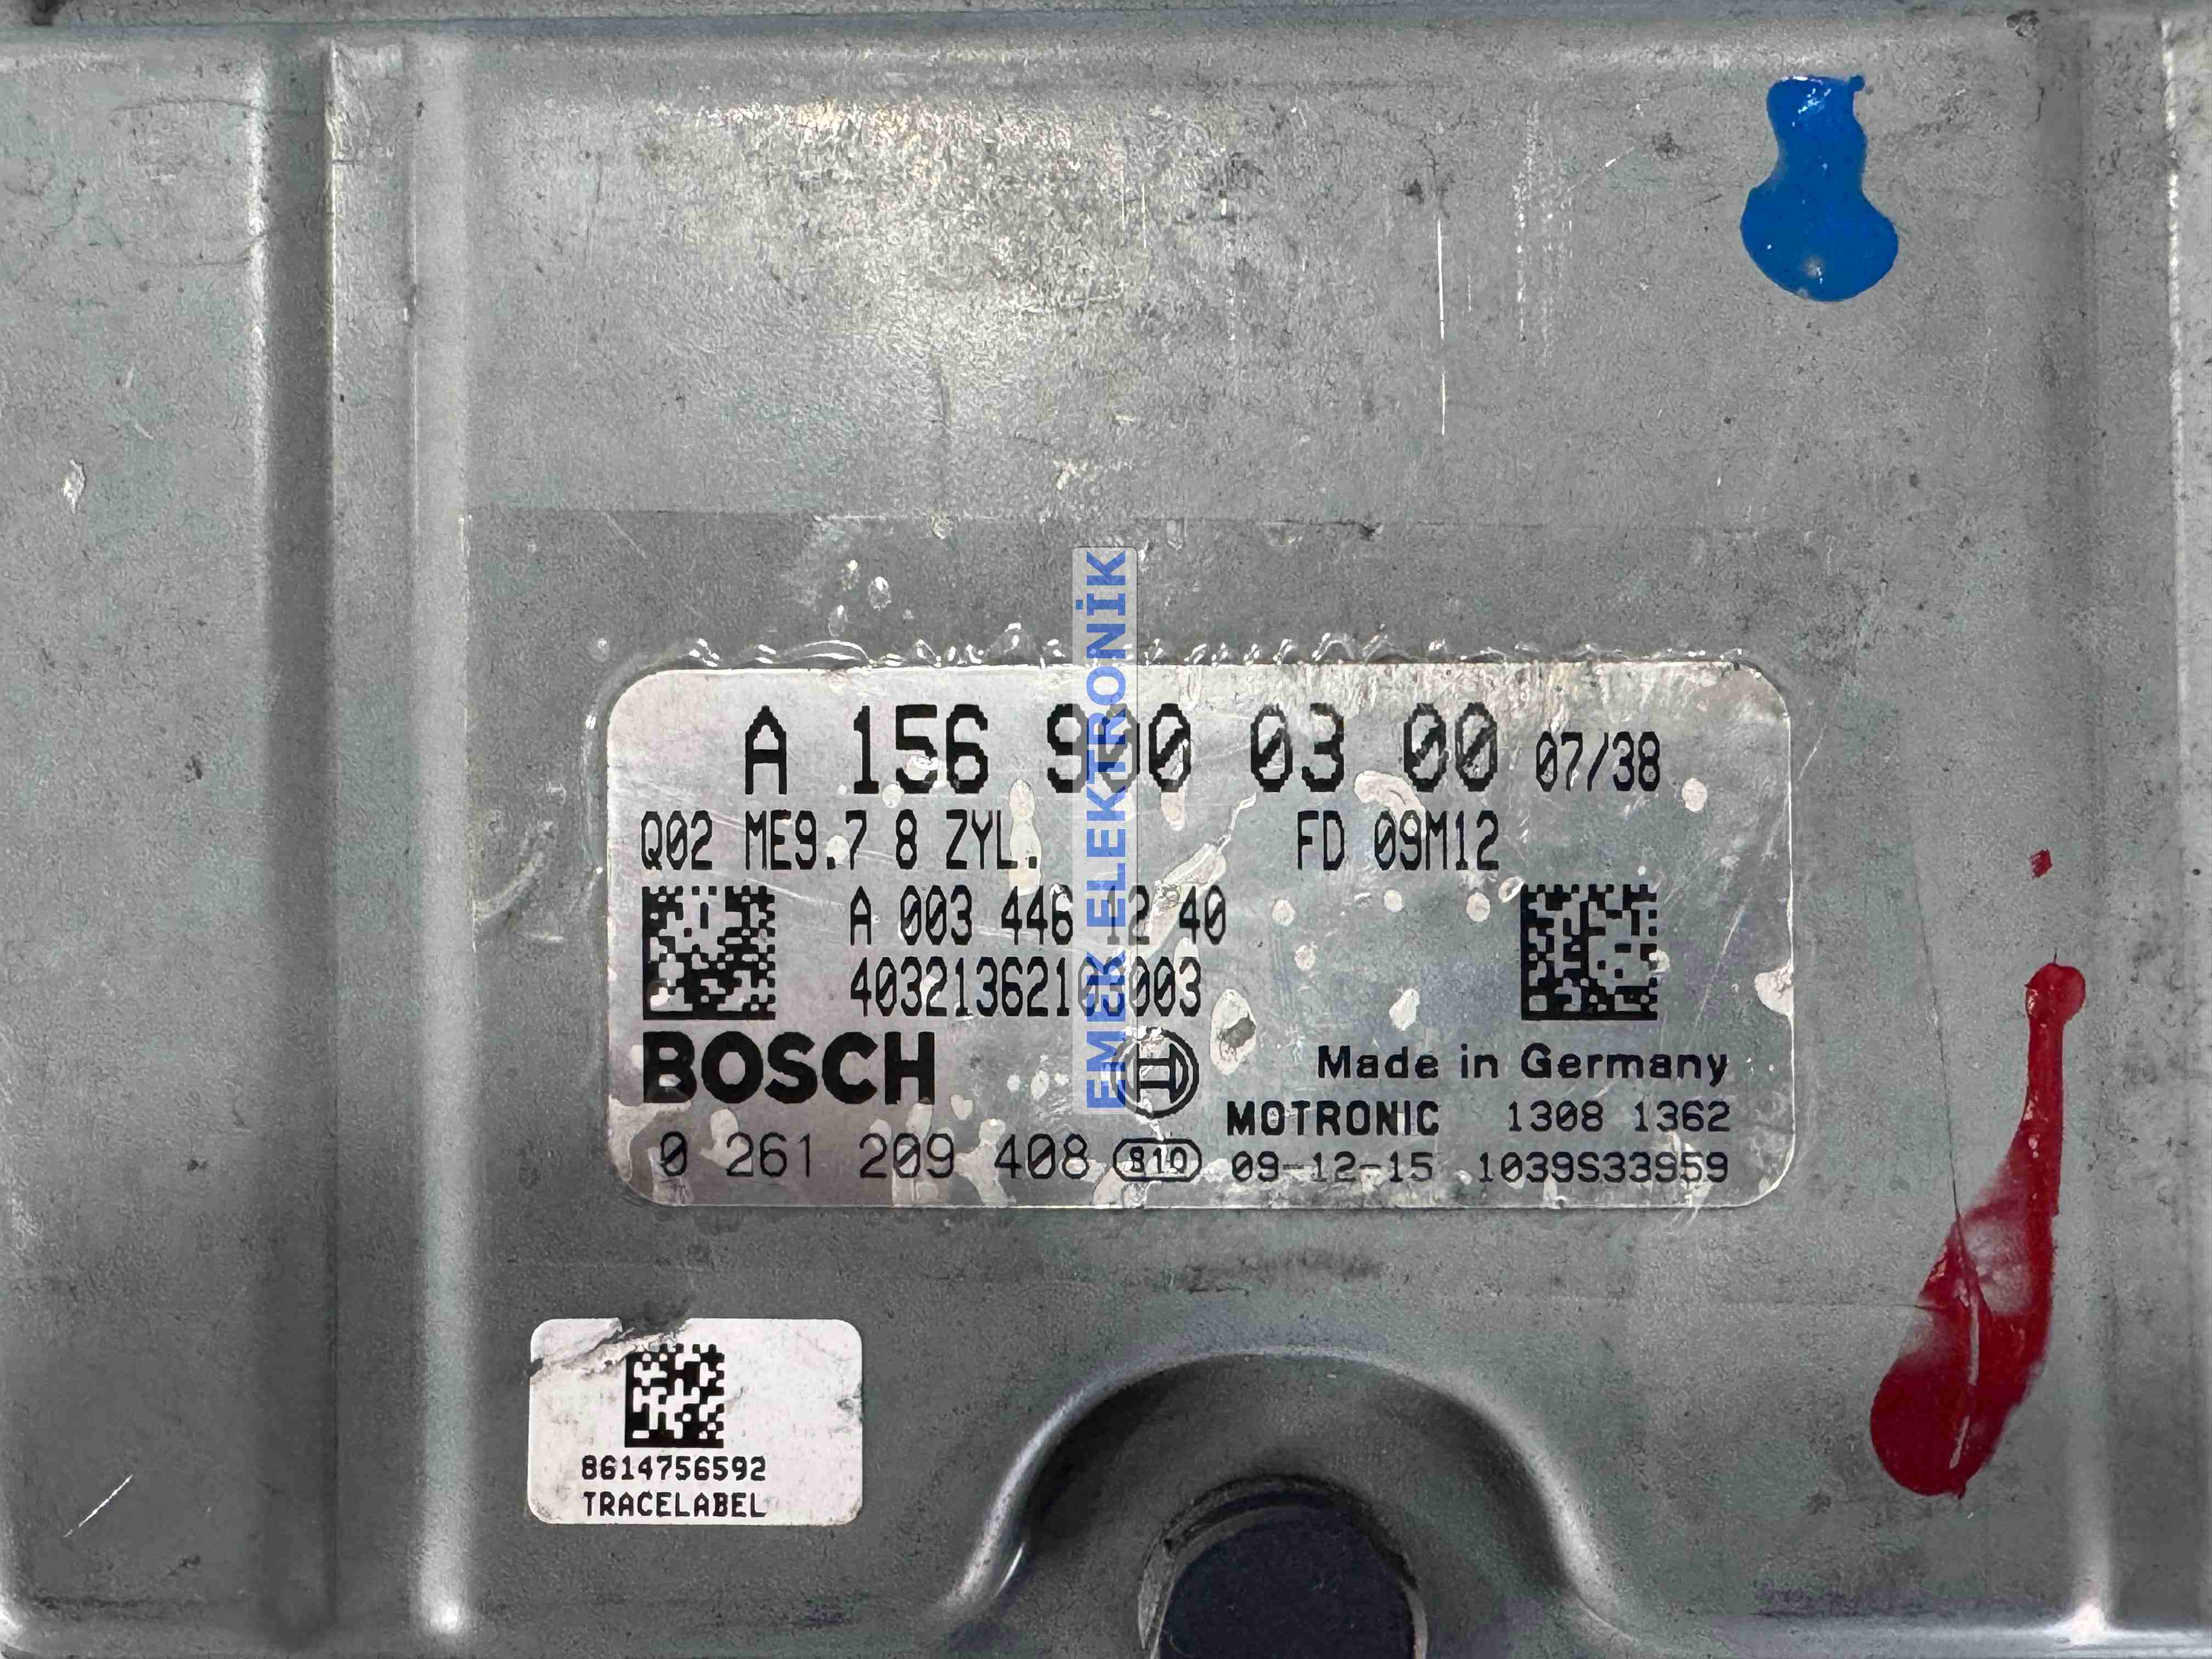 A 156 900 03 00 07/38
Q02 ME9.7 8 ZYL. FD 09M12
A 003 446 12 40
BOSCH
Made in Germany
MOTRONIC 1308 1362
0 261 209 408 810 09-12-15 1039S33959
EMEK ELEKTRONİK
8614756592
TRACELABEL